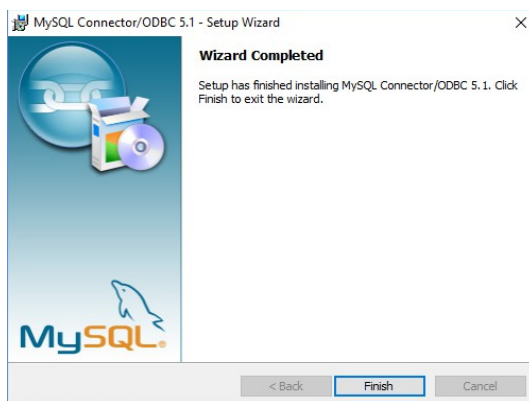 MySQL Connector/ODBC 5.1 - Setup Wizard
Wizard Completed
Setup has finished installing MySQL Connector/ODBC 5.1. Click
Finish to exit the wizard.
MySQL®
< Back
Finish
Cancel